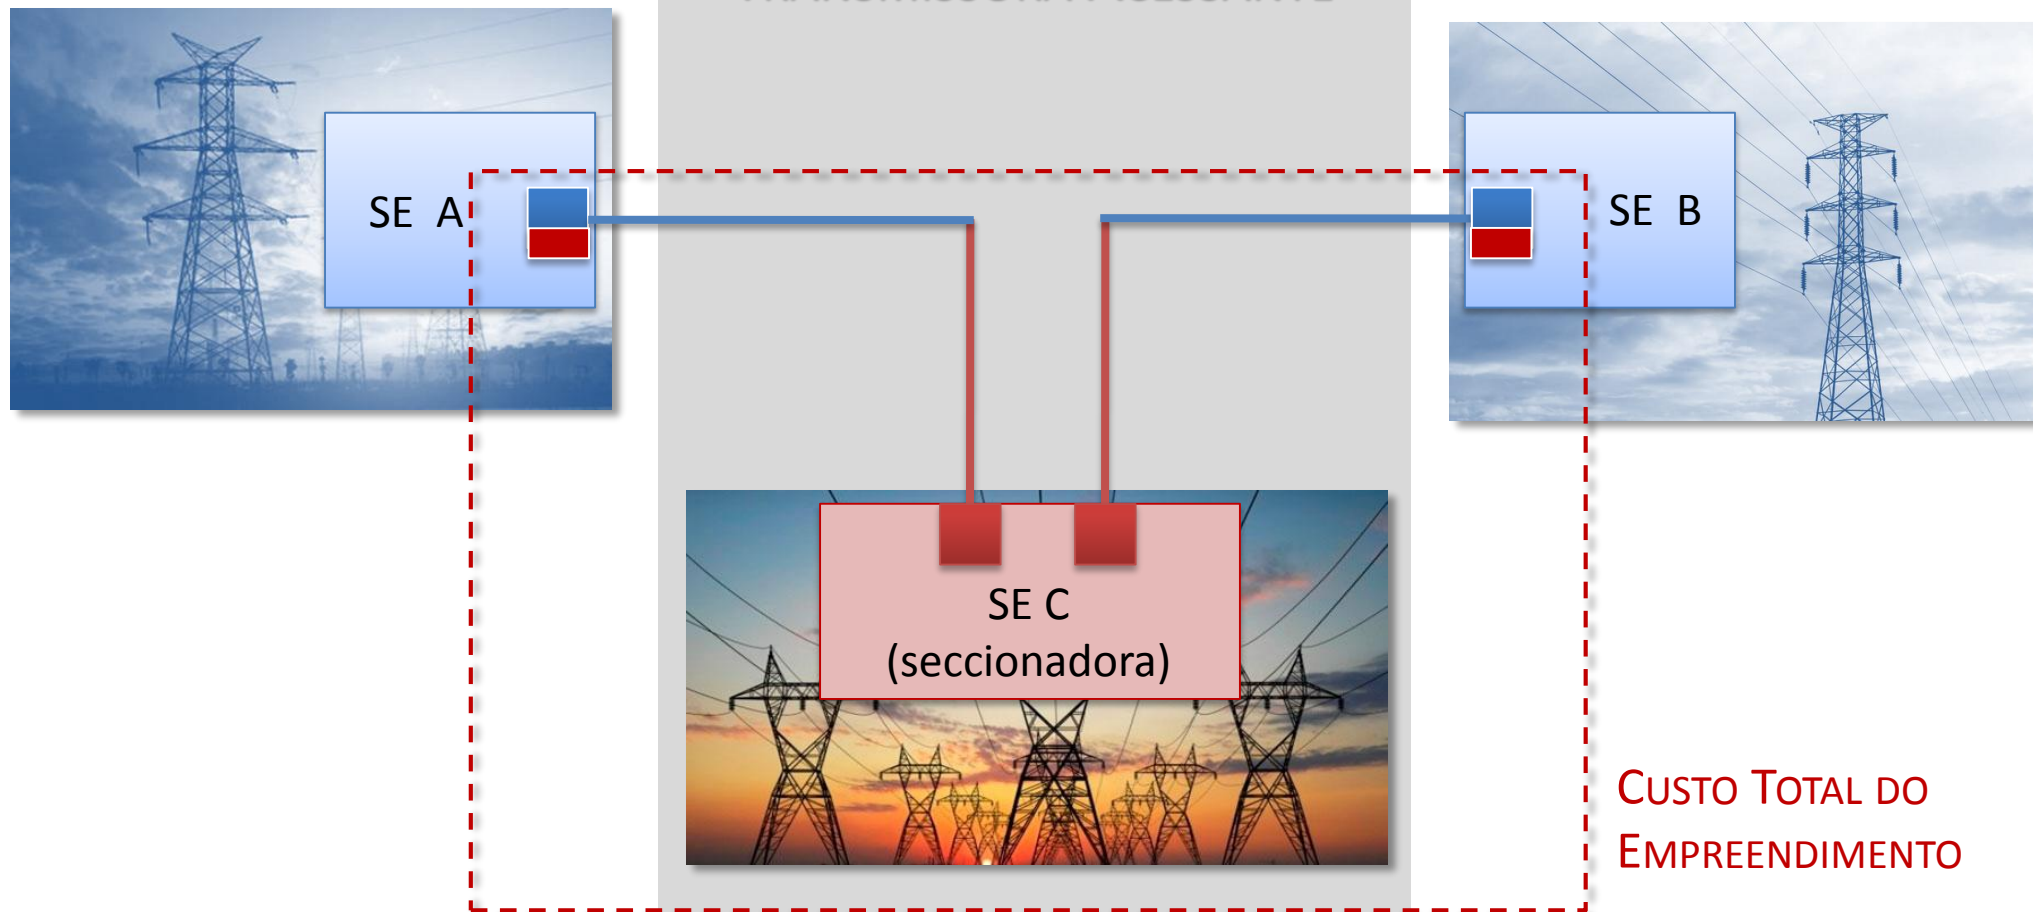 SE A
SE B
SE C
(seccionadora)
CUSTO TOTAL DO
EMPREENDIMENTO